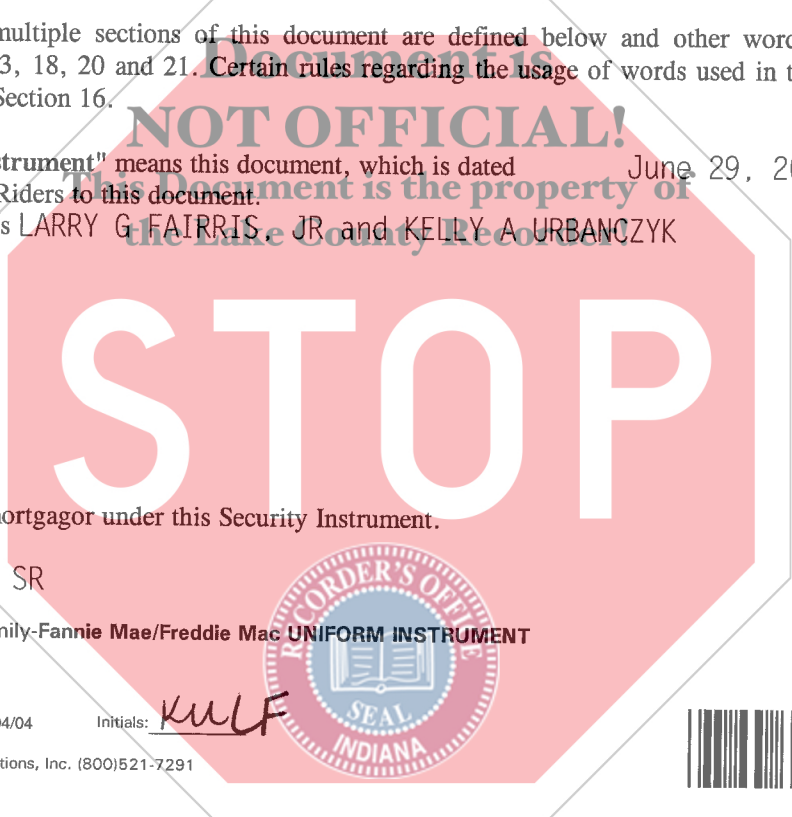 multiple sections of this document are defined below and other word
3, 18, 20 and 21. Certain rules regarding the usage of words used in t
Section 16.
Document is
NOT OFFICIAL!
This Document is the property of
the Lake County Recorder!
trument" means this document, which is dated June 29, 20
Riders to this document.
s LARRY G FAIRRIS, JR and KELLY A URBANCZYK
STOP
ortgagor under this Security Instrument.
SR
mily-Fannie Mae/Freddie Mac UNIFORM INSTRUMENT
RECORDER'S OFFICE
SEAL
INDIANA
04/04 Initials: KULF
tions, Inc. (800)521-7291